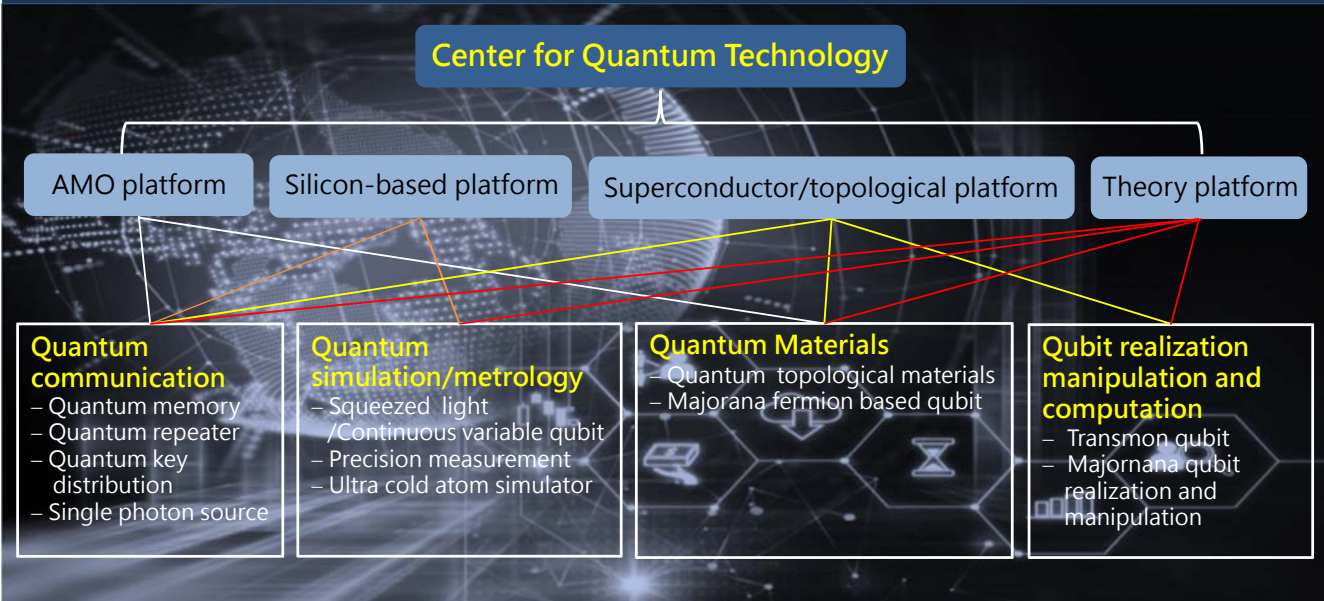 Center for Quantum Technology
AMO platform
Silicon-based platform
Superconductor/topological platform
Theory platform
Quantum
communication
– Quantum memory
– Quantum repeater
– Quantum key
distribution
– Single photon source
Quantum
simulation/metrology
– Squeezed light
/Continuous variable qubit
– Precision measurement
– Ultra cold atom simulator
Quantum Materials
– Quantum topological materials
– Majorana fermion based qubit
Qubit realization
manipulation and
computation
– Transmon qubit
– Majornana qubit
realization and
manipulation